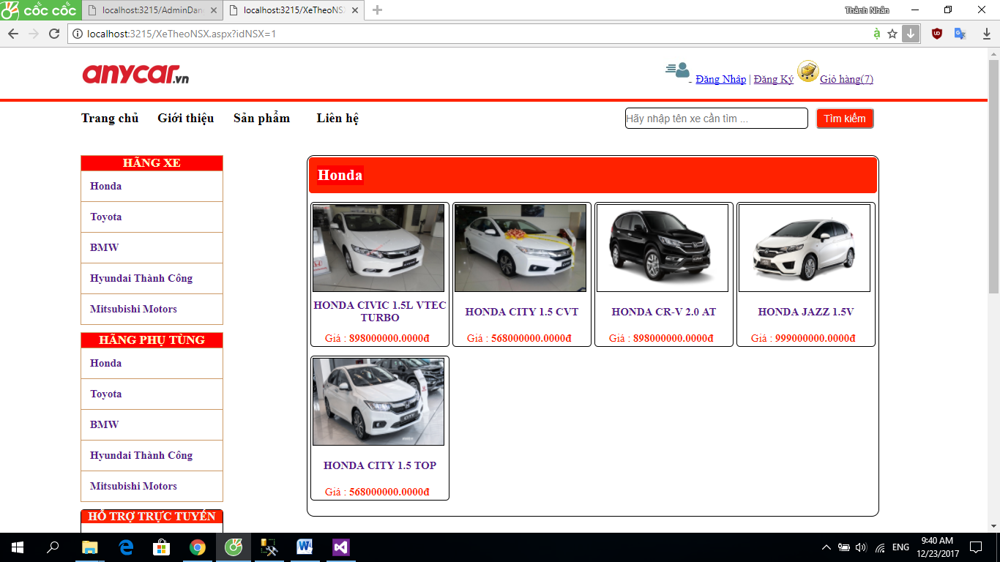 cốc cốc
localhost:3215/AdminDan
localhost:3215/XeTheoNS
Thành Nhân
localhost:3215/XeTheoNSX.aspx?idNSX=1
anycar.vn
Đăng Nhập | Đăng Ký Giỏ hàng(7)
Trang chủ Giới thiệu Sản phẩm Liên hệ
Hãy nhập tên xe cần tìm ...
Tìm kiếm
HÃNG XE
Honda
Toyota
BMW
Hyundai Thành Công
Mitsubishi Motors
HÃNG PHỤ TÙNG
Honda
Toyota
BMW
Hyundai Thành Công
Mitsubishi Motors
HỖ TRỢ TRỰC TUYẾN
Honda
HONDA CIVIC 1.5L VTEC
TURBO
Giá : 898000000.0000đ
HONDA CITY 1.5 CVT
Giá : 568000000.0000đ
HONDA CR-V 2.0 AT
Giá : 898000000.0000đ
HONDA JAZZ 1.5V
Giá : 999000000.0000đ
HONDA CITY 1.5 TOP
Giá : 568000000.0000đ
ENG
9:40 AM
12/23/2017